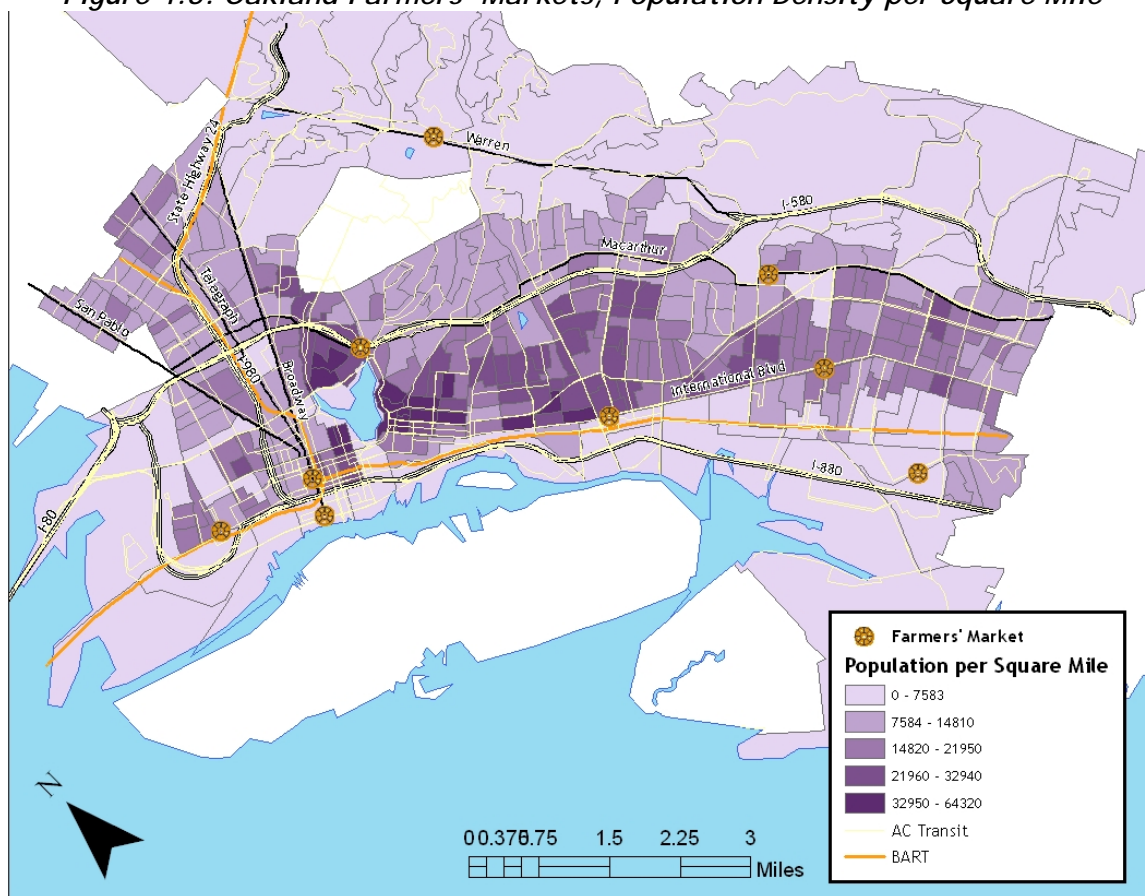 Figure 4.3: Oakland Farmers' Markets, Population Density per Square Mile
State Highway 24
Warren
I-580
Macarthur
Telegraph
San Pablo
I-980
Broadway
International Blvd
I-880
I-80
N
0 0.375 0.75 1.5 2.25 3
Miles
Farmers' Market
Population per Square Mile
0 - 7583
7584 - 14810
14820 - 21950
21960 - 32940
32950 - 64320
AC Transit
BART